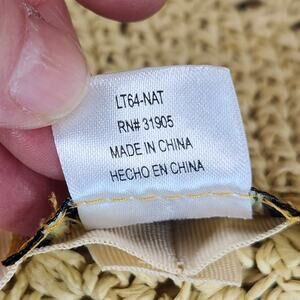 LT64-NAT
RN# 31905
MADE IN CHINA
HECHO EN CHINA